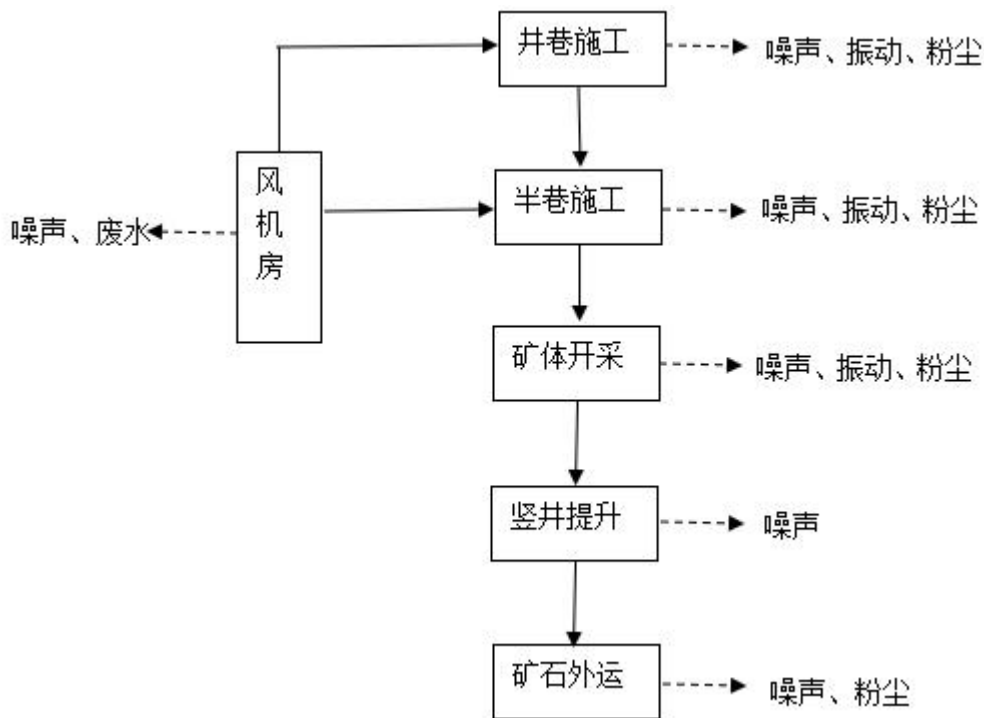 井巷施工
噪声、振动、粉尘
风机房
噪声、废水
半巷施工
噪声、振动、粉尘
矿体开采
噪声、振动、粉尘
竖井提升
噪声
矿石外运
噪声、粉尘